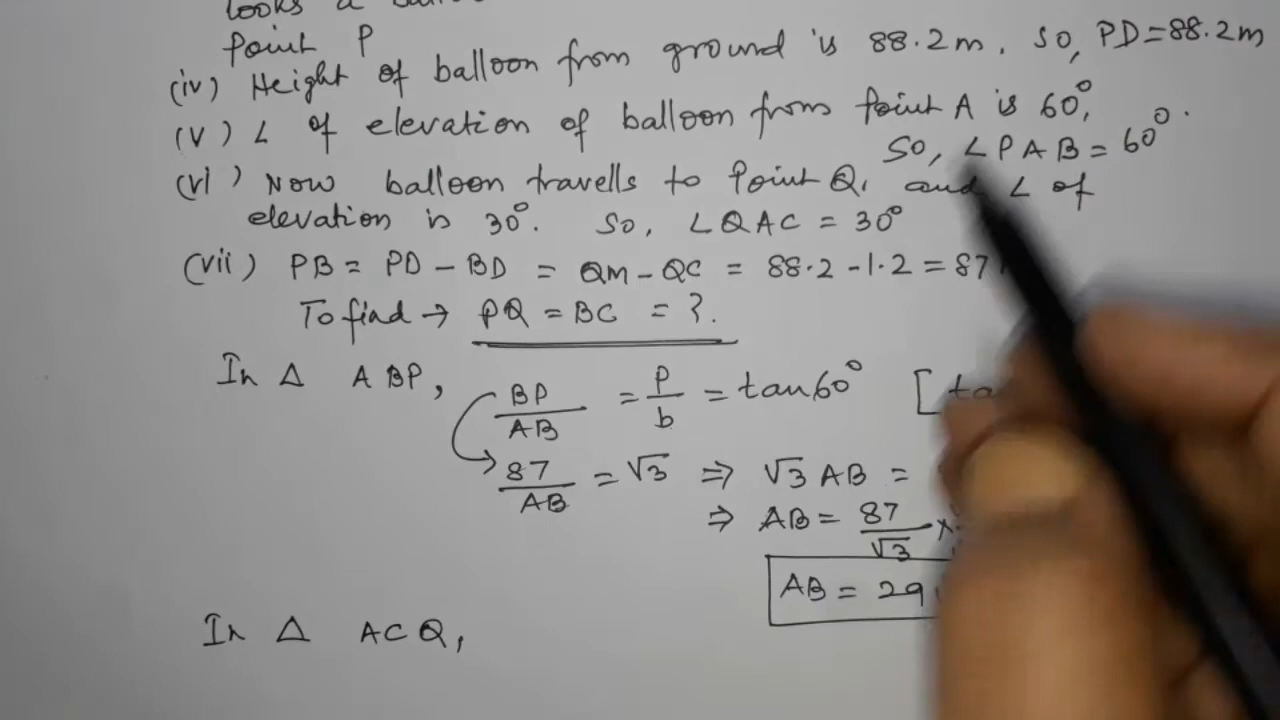 looks a
Point P
(iv) Height of balloon from ground is 88.2m. So, PD=88.2m
(V) ∠ of elevation of balloon from Point A is 60°,
So, ∠PAB = 60°.
(vi) Now balloon travells to Point Q, and ∠ of
elevation is 30°. So, ∠QAC = 30°
(vii) PB = PD - BD = QM - QC = 88.2 - 1.2 = 87
To find → PQ = BC = ?.
In △ ABP,
BP/AB = P/b = tan60° [
87/AB = √3 ⇒ √3 AB =
⇒ AB = 87/√3 ×
AB = 29
In △ ACQ,